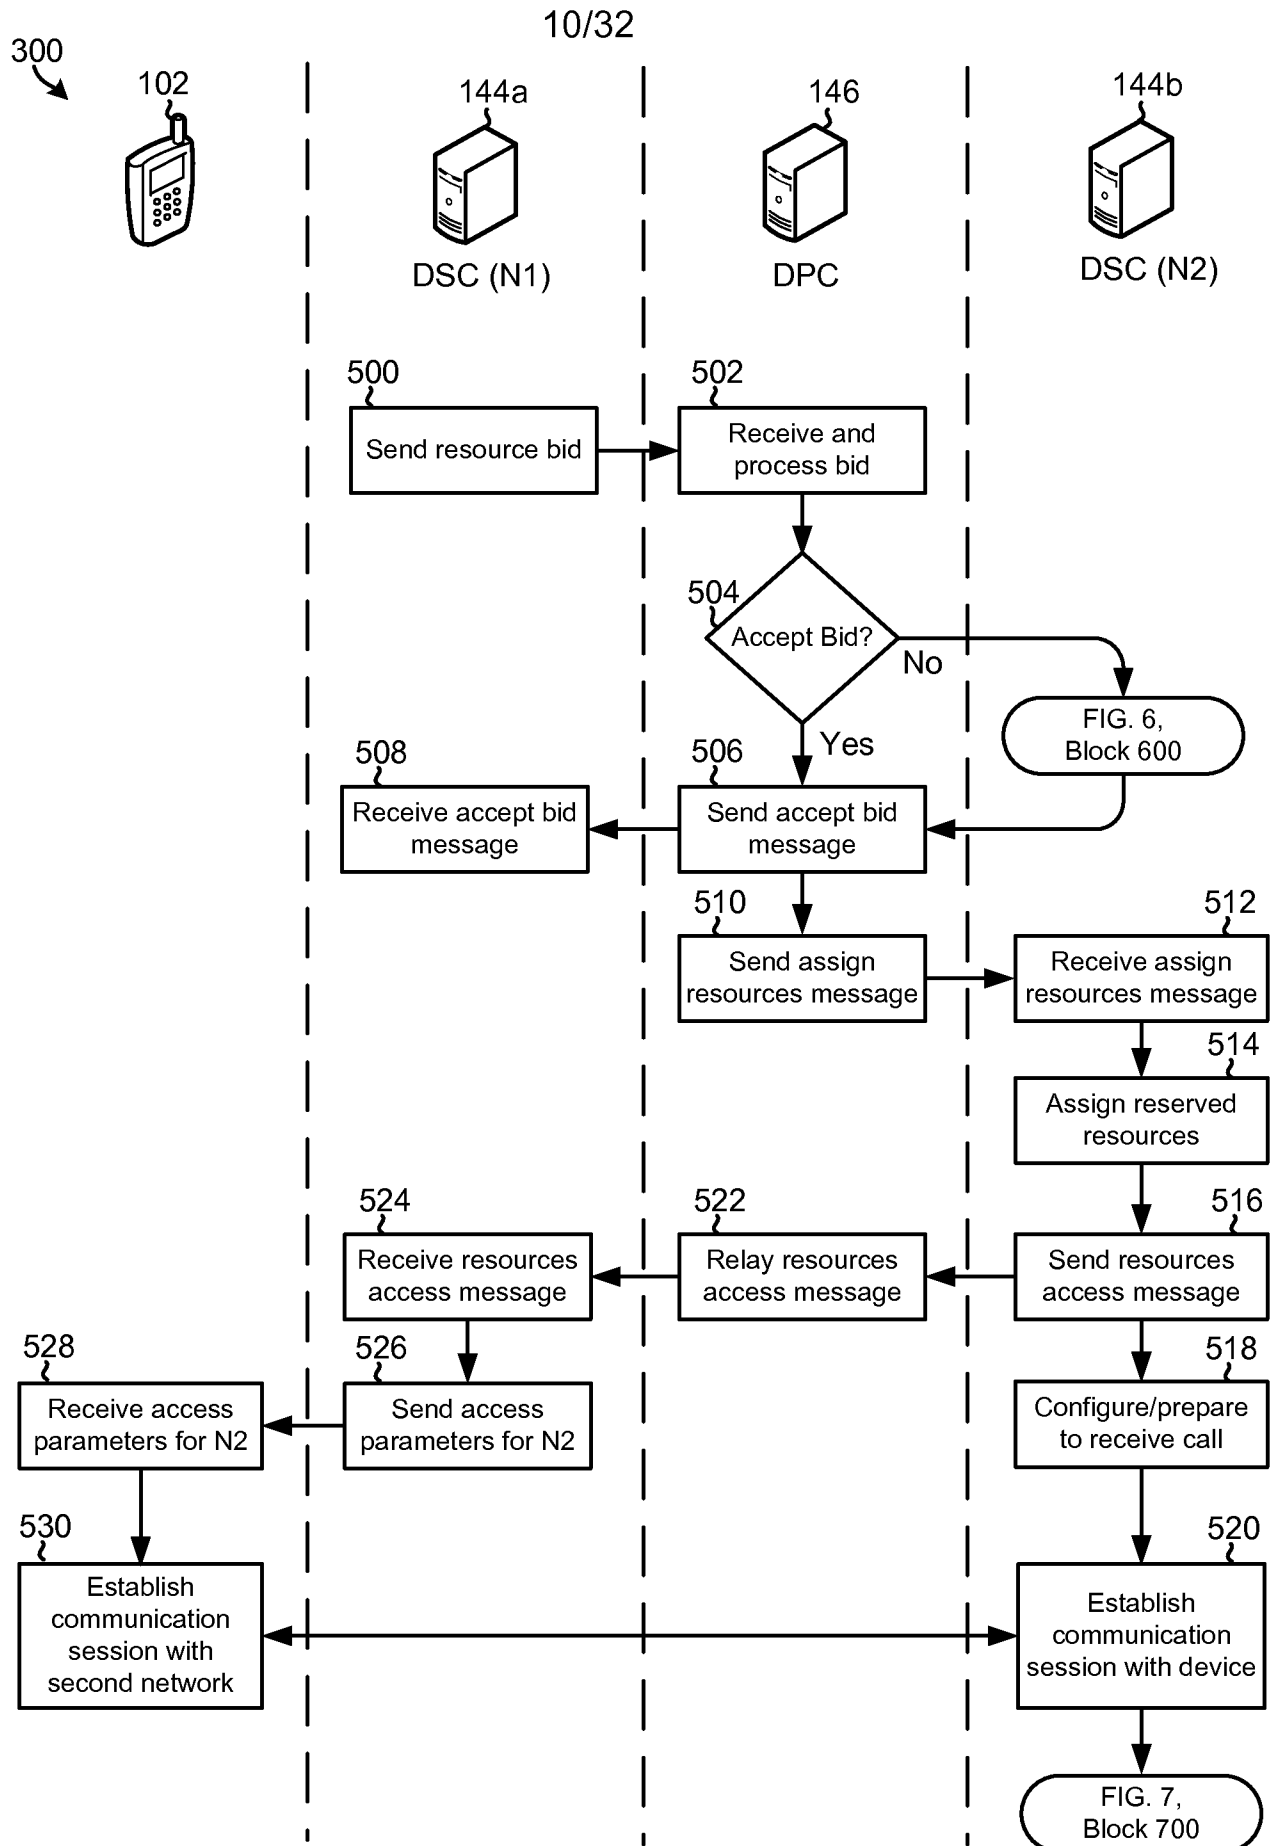 10/32
300
102
144a
146
144b
DSC (N1)
DPC
DSC (N2)
500
Send resource bid
502
Receive and
process bid
504
Accept Bid?
No
Yes
FIG. 6,
Block 600
508
Receive accept bid
message
506
Send accept bid
message
510
Send assign
resources message
512
Receive assign
resources message
514
Assign reserved
resources
524
Receive resources
access message
522
Relay resources
access message
516
Send resources
access message
528
Receive access
parameters for N2
526
Send access
parameters for N2
518
Configure/prepare
to receive call
530
Establish
communication
session with
second network
520
Establish
communication
session with device
FIG. 7,
Block 700